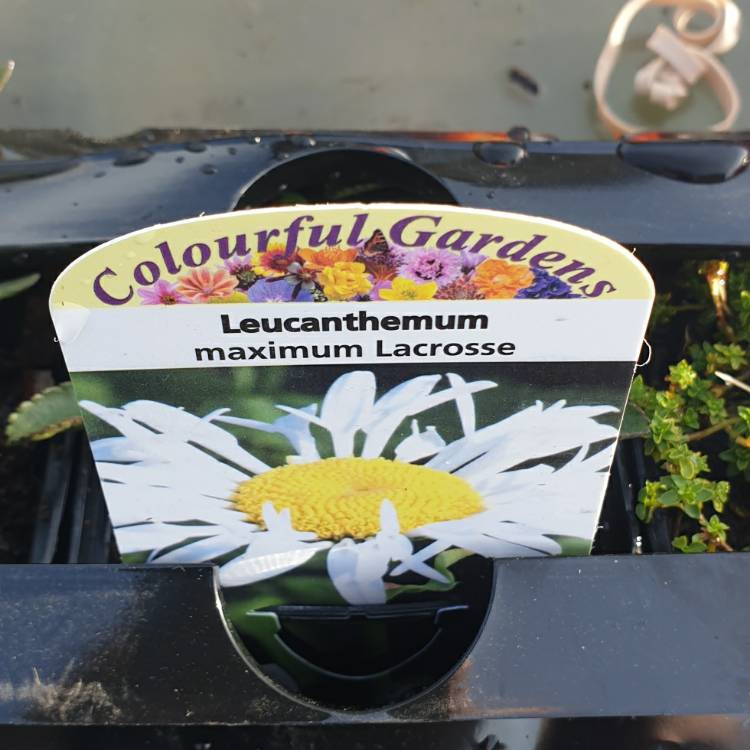 Colourful Gardens
Leucanthemum
maximum Lacrosse